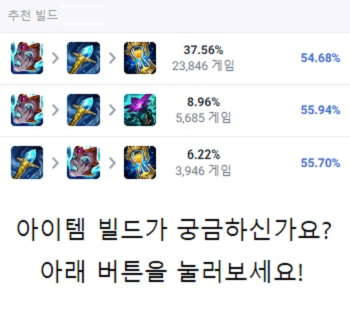 추천 빌드
37.56%
23,846 게임
54.68%
8.96%
5,685 게임
55.94%
6.22%
3,946 게임
55.70%
아이템 빌드가 궁금하신가요?
아래 버튼을 눌러보세요!